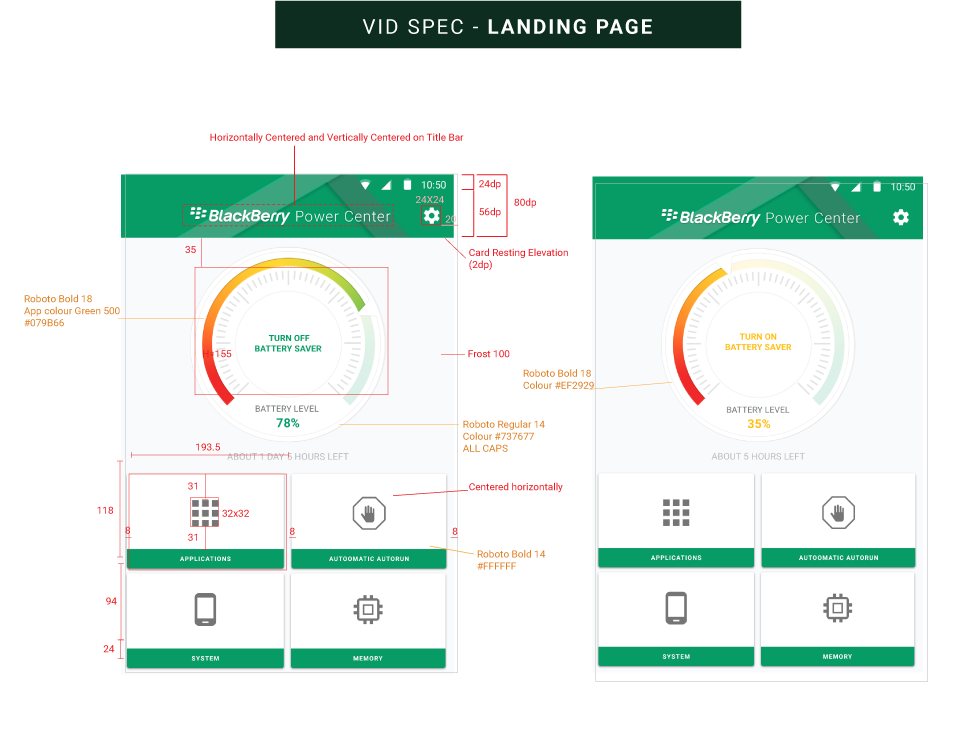 VID SPEC - LANDING PAGE
Horizontally Centered and Vertically Centered on Title Bar
10:50
24X24
BlackBerry Power Center
20
24dp
56dp
80dp
Card Resting Elevation
(2dp)
35
Roboto Bold 18
App colour Green 500
#079B66
TURN OFF
BATTERY SAVER
155
Frost 100
BATTERY LEVEL
78%
Roboto Regular 14
Colour #737677
ALL CAPS
193.5
ABOUT 1 DAY 6 HOURS LEFT
118
31
32x32
31
8
8
8
Centered horizontally
Roboto Bold 14
#FFFFFF
APPLICATIONS
AUTOOMATIC AUTORUN
94
24
SYSTEM
MEMORY
10:50
BlackBerry Power Center
TURN ON
BATTERY SAVER
Roboto Bold 18
Colour #EF2929
BATTERY LEVEL
35%
ABOUT 5 HOURS LEFT
APPLICATIONS
AUTOOMATIC AUTORUN
SYSTEM
MEMORY